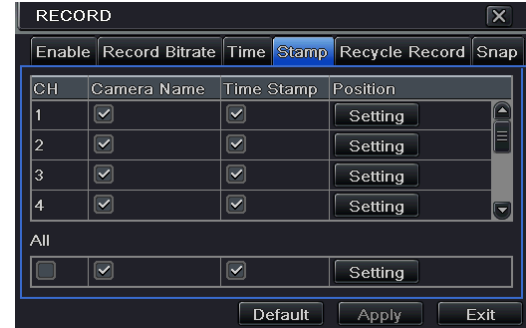 RECORD
Enable Record Bitrate Time Stamp Recycle Record Snap
CH Camera Name Time Stamp Position
1 Setting
2 Setting
3 Setting
4 Setting
All
Setting
Default Apply Exit